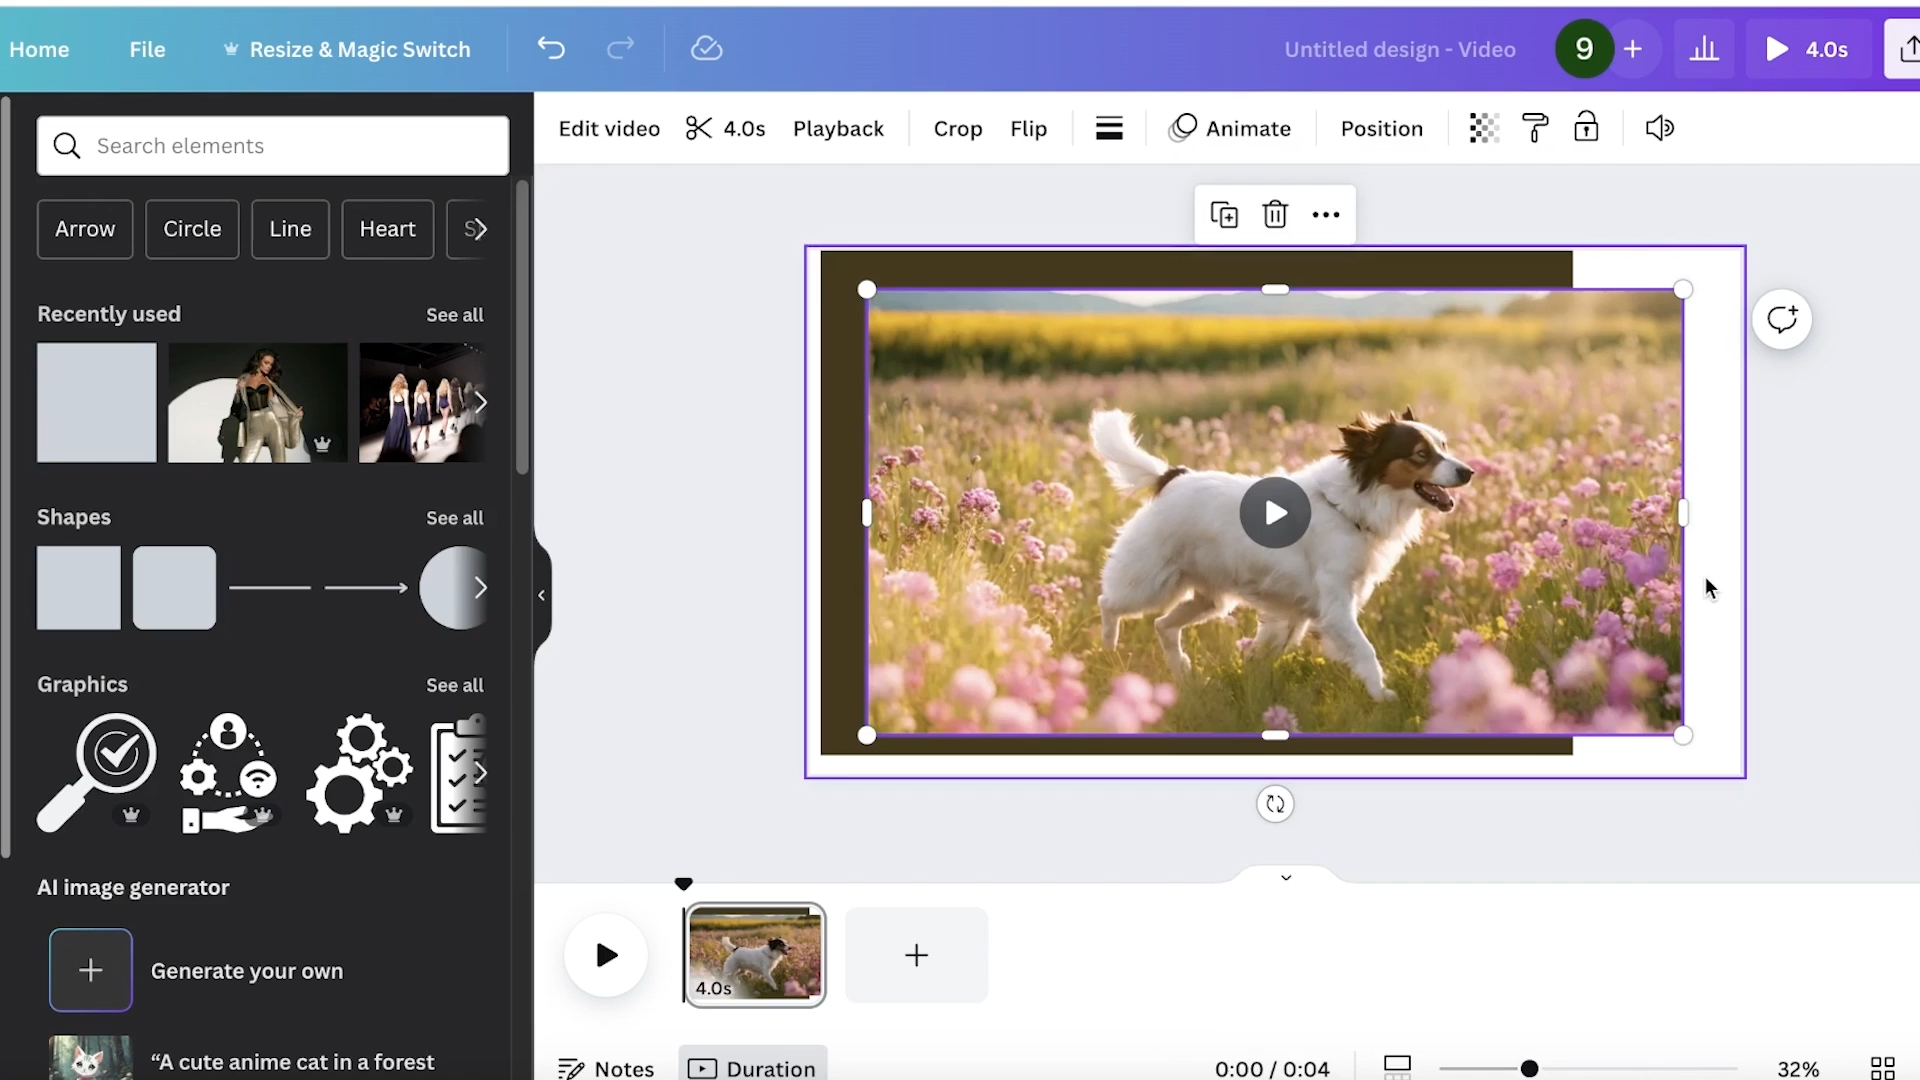 Home File Resize & Magic Switch Untitled design - Video 9 4.0s
Search elements
Edit video 4.0s Playback Crop Flip Animate Position
Arrow Circle Line Heart S
Recently used See all
Shapes See all
Graphics See all
AI image generator
Generate your own
"A cute anime cat in a forest
4.0s
Notes Duration 0:00 / 0:04 32%